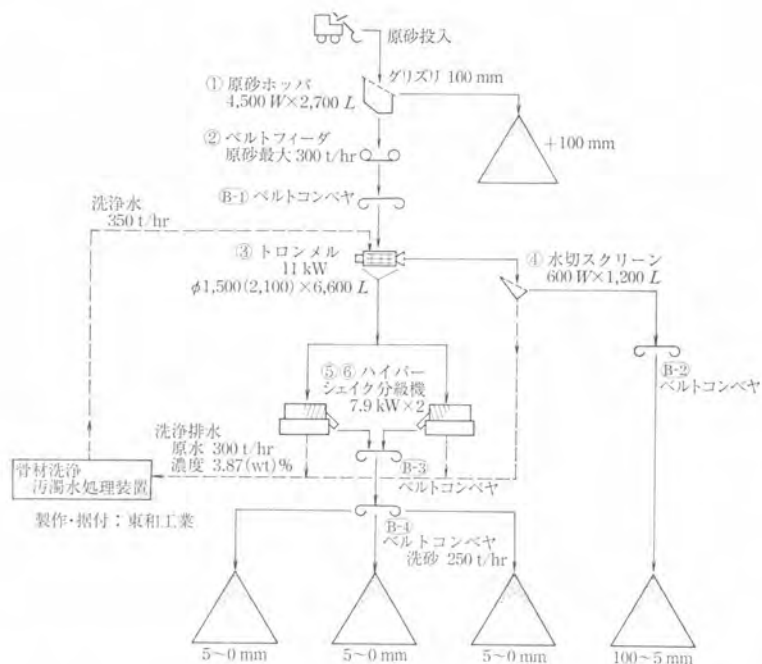 原砂投入
グリズリ 100 mm
① 原砂ホッパ
4,500 W×2,700 L
+100 mm
② ベルトフィーダ
原砂最大 300 t/hr
B-1 ベルトコンベヤ
洗浄水
350 t/hr
③ トロンメル
11 kW
φ1,500(2,100)×6,600 L
④ 水切スクリーン
600 W×1,200 L
⑤⑥ ハイパー
シェイク分級機
7.9 kW×2
B-2
ベルトコンベヤ
洗浄排水
原水 300 t/hr
濃度 3.87(wt)%
骨材洗浄
汚濁水処理装置
B-3
ベルトコンベヤ
製作・据付：東和工業
B-4
ベルトコンベヤ
洗砂 250 t/hr
5～0 mm
5～0 mm
5～0 mm
100～5 mm